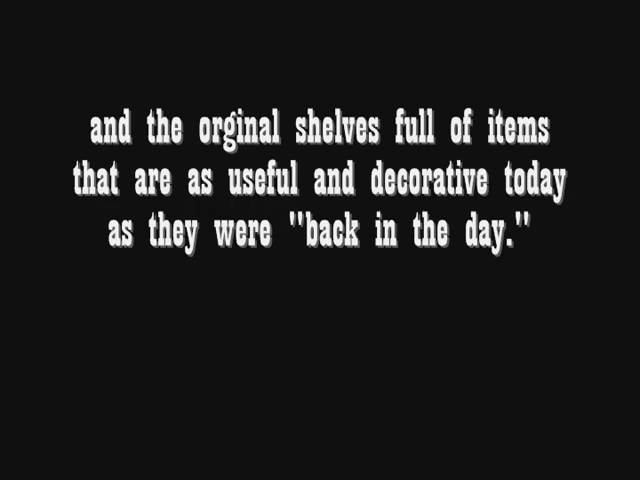 and the orginal shelves full of items
that are as useful and decorative today
as they were "back in the day."